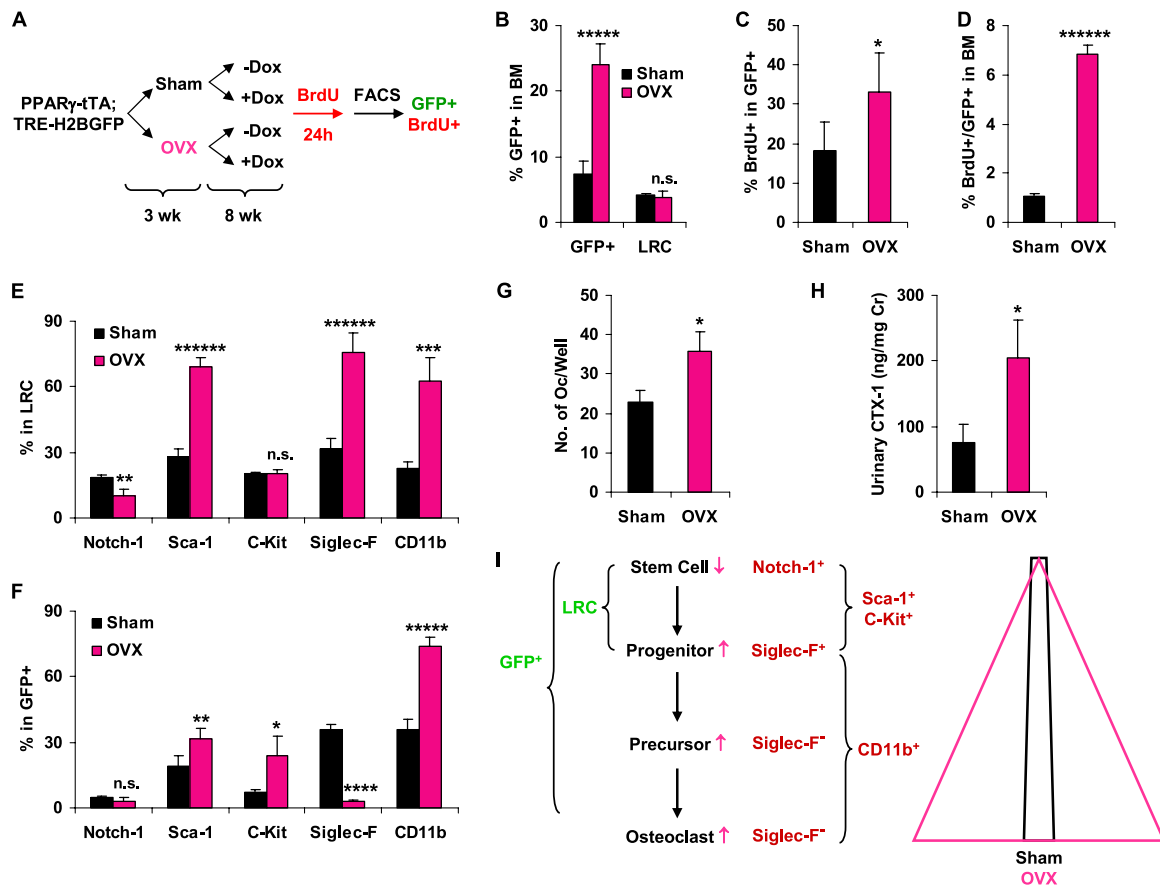 A
PPARγ-tTA;
TRE-H2BGFP
Sham
OVX
-Dox
+Dox
-Dox
+Dox
BrdU
24h
FACS
GFP+
BrdU+
3 wk
8 wk
B
% GFP+ in BM
30
20
10
0
*****
n.s.
Sham
OVX
GFP+
LRC
C
% BrdU+ in GFP+
50
40
30
20
10
0
*
Sham
OVX
D
% BrdU+/GFP+ in BM
8
6
4
2
0
******
Sham
OVX
E
% in LRC
90
60
30
0
Sham
OVX
**
******
n.s.
******
***
Notch-1
Sca-1
C-Kit
Siglec-F
CD11b
F
% in GFP+
90
60
30
0
Sham
OVX
n.s.
**
*
****
*****
Notch-1
Sca-1
C-Kit
Siglec-F
CD11b
G
No. of Oc/Well
50
40
30
20
10
0
*
Sham
OVX
H
Urinary CTX-1 (ng/mg Cr)
300
200
100
0
*
Sham
OVX
I
GFP⁺
LRC
Stem Cell ↓ Notch-1⁺
Progenitor ↑ Siglec-F⁺
Precursor ↑ Siglec-F⁻
Osteoclast ↑ Siglec-F⁻
Sca-1⁺
C-Kit⁺
CD11b⁺
Sham
OVX